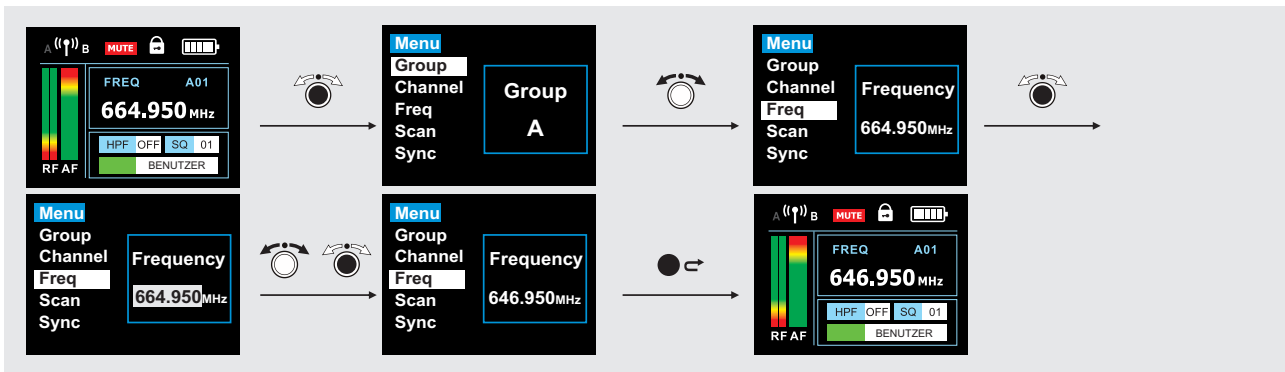 A B MUTE
FREQ A01
664.950 MHz
HPF OFF SQ 01
RF AF BENUTZER
Menu
Group
Channel
Freq
Scan
Sync
Group
A
Menu
Group
Channel
Freq
Scan
Sync
Frequency
664.950MHz
Menu
Group
Channel
Freq
Scan
Sync
Frequency
664.950MHz
Menu
Group
Channel
Freq
Scan
Sync
Frequency
646.950MHz
A B MUTE
FREQ A01
646.950 MHz
HPF OFF SQ 01
RF AF BENUTZER